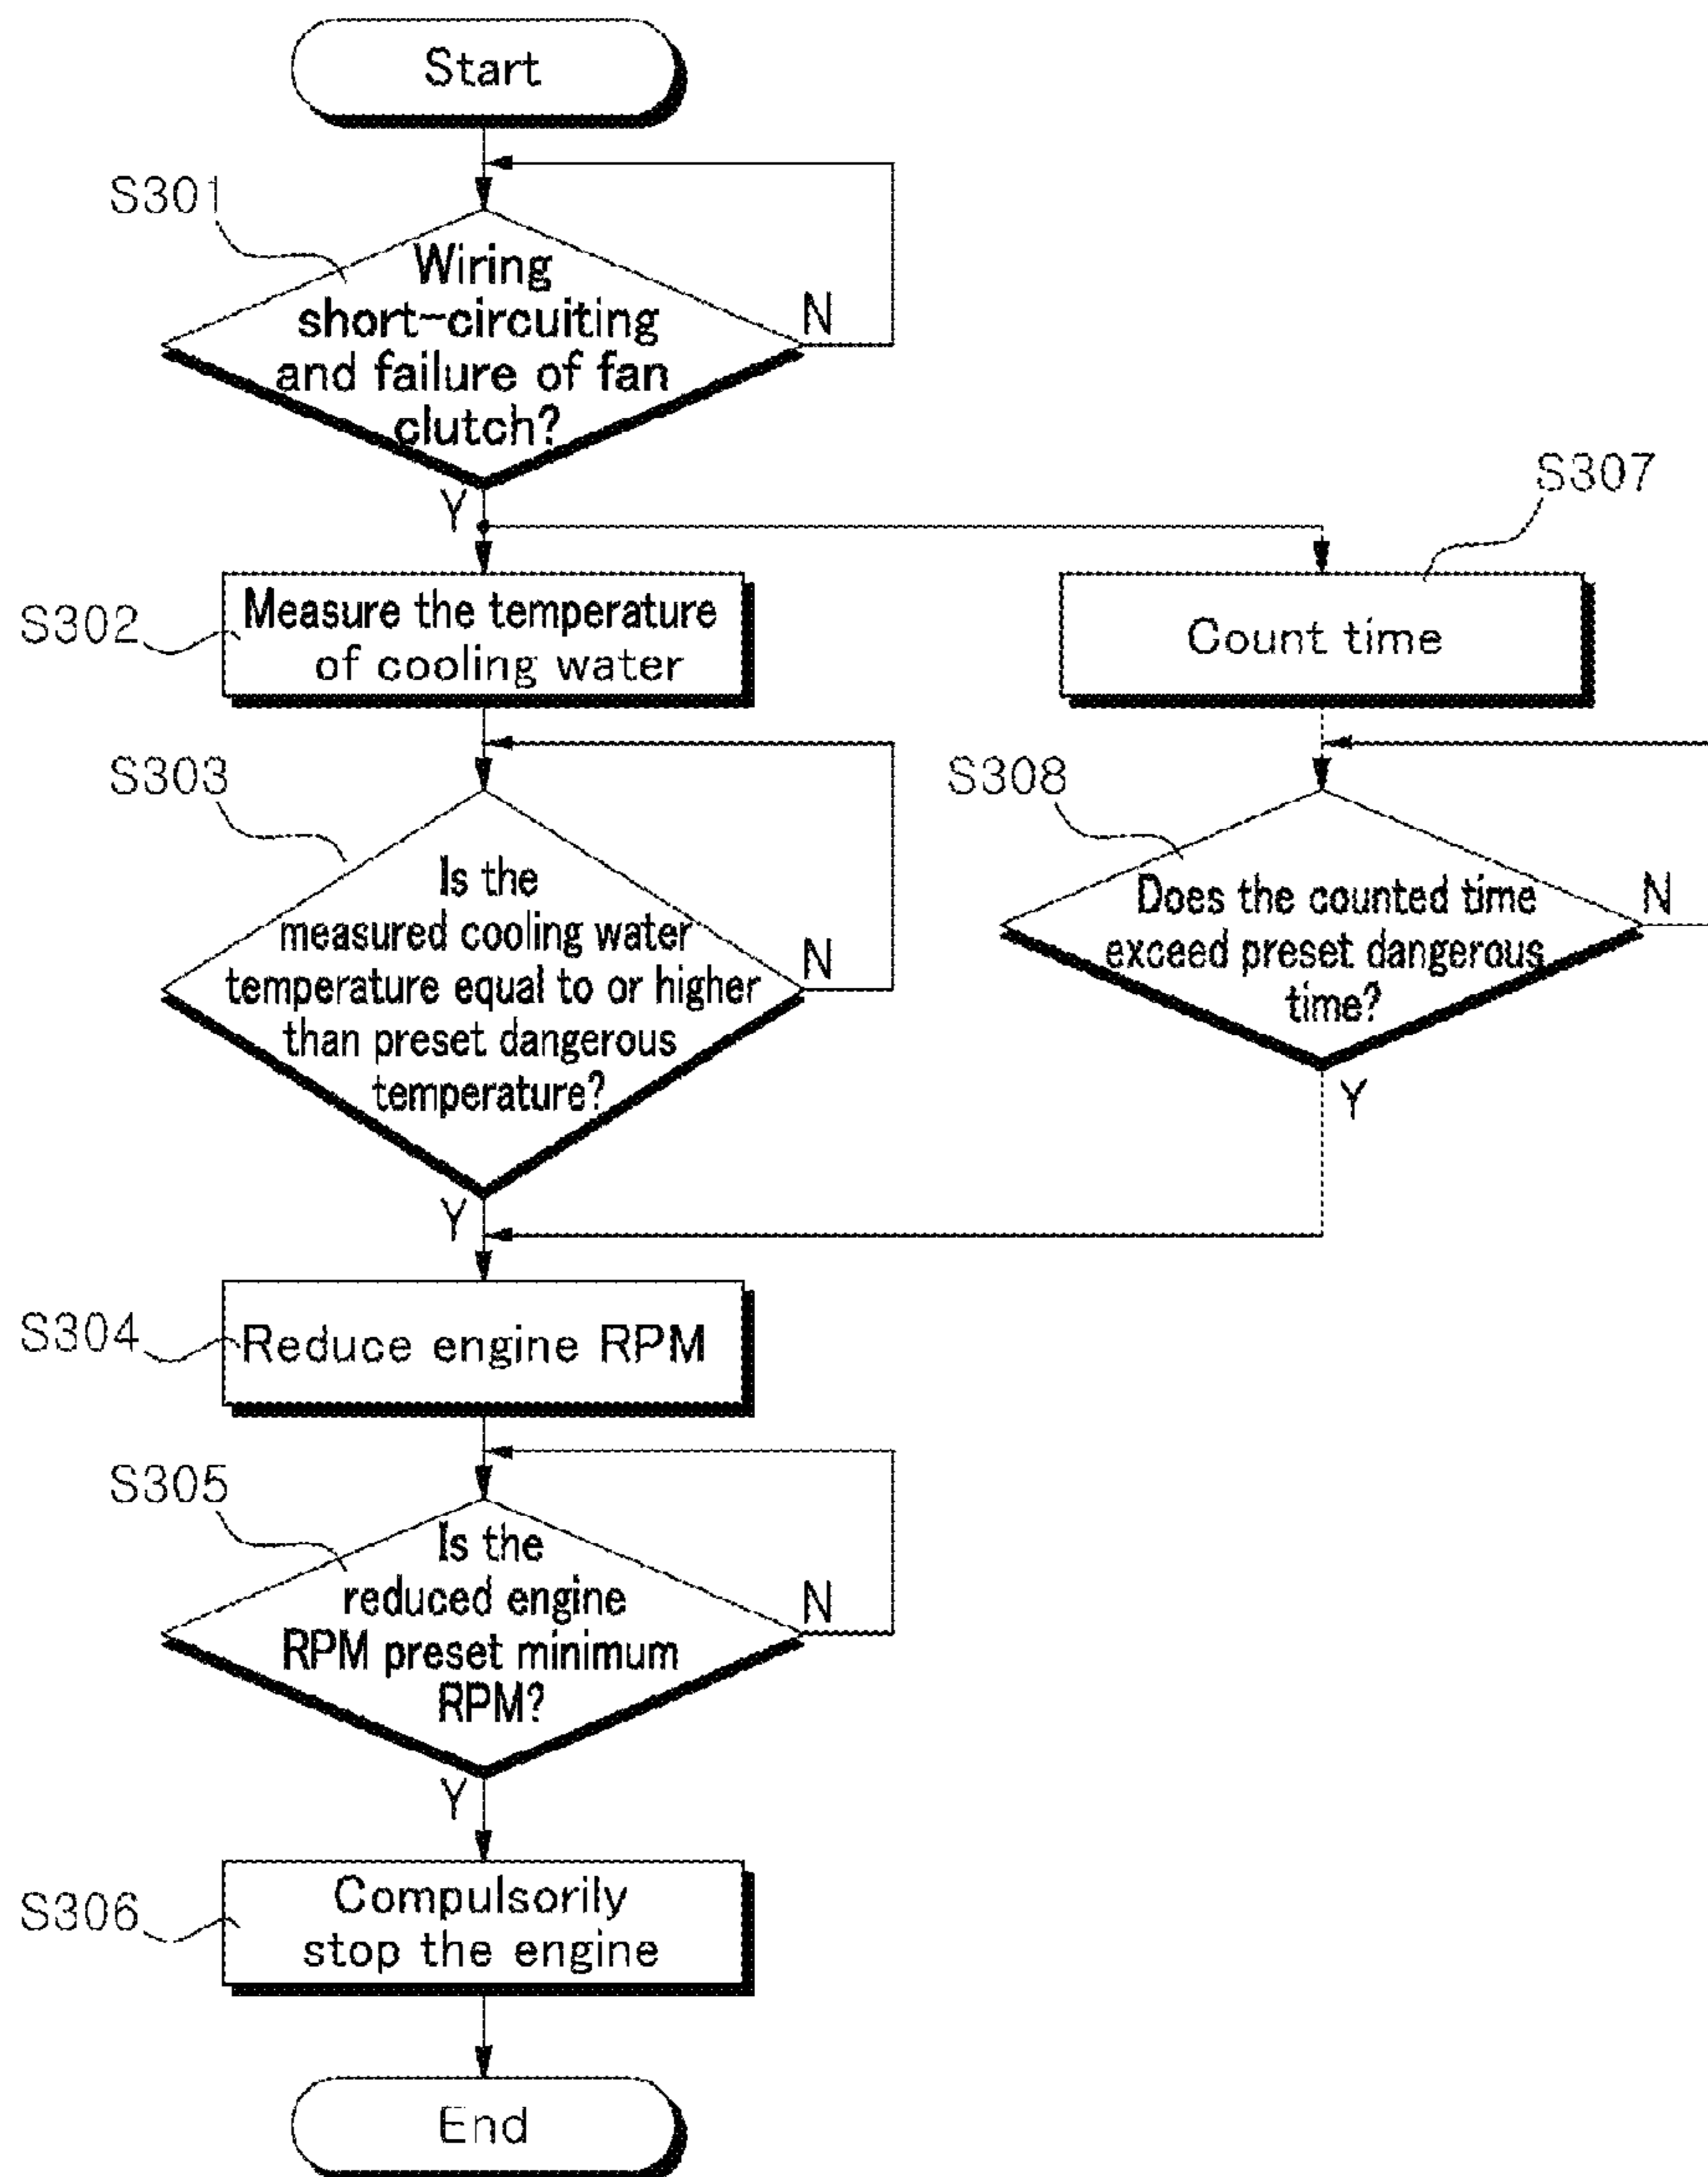 Start
S301
Wiring
short-circuiting
and failure of fan
clutch?
N
Y
S307
S302
Measure the temperature
of cooling water
Count time
S303
Is the
measured cooling water
temperature equal to or higher
than preset dangerous
temperature?
N
Y
S308
Does the counted time
exceed preset dangerous
time?
N
Y
S304
Reduce engine RPM
S305
Is the
reduced engine
RPM preset minimum
RPM?
N
Y
S306
Compulsorily
stop the engine
End